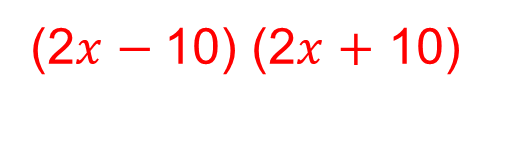 (2x − 10) (2x + 10)